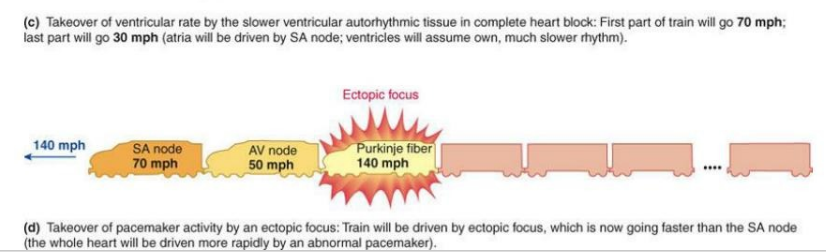 (c) Takeover of ventricular rate by the slower ventricular autorhythmic tissue in complete heart block: First part of train will go 70 mph;
last part will go 30 mph (atria will be driven by SA node; ventricles will assume own, much slower rhythm).
Ectopic focus
140 mph
SA node
70 mph
AV node
50 mph
Purkinje fiber
140 mph
(d) Takeover of pacemaker activity by an ectopic focus: Train will be driven by ectopic focus, which is now going faster than the SA node
(the whole heart will be driven more rapidly by an abnormal pacemaker).